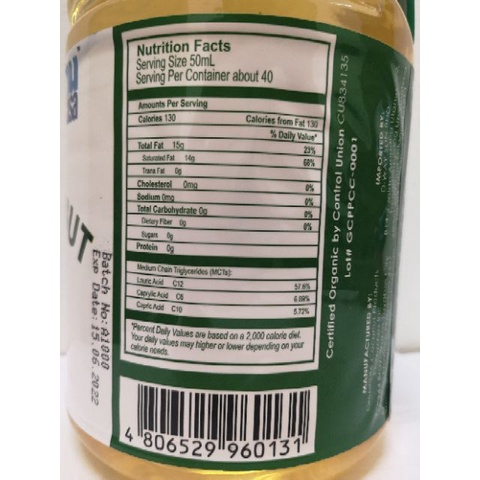 Nutrition Facts
Serving Size 50mL
Serving Per Container about 40
Amounts Per Serving
Calories 130 Calories from Fat 130
% Daily Value*
Total Fat 15g 23%
Saturated Fat 14g 68%
Trans Fat 0g
Cholesterol 0mg 0%
Sodium 0mg 0%
Total Carbohydrate 0g 0%
Dietary Fiber 0g 0%
Sugars 0g
Protein 0g
Medium Chain Triglycerides (MCTs):
Lauric Acid C12 57.6%
Caprylic Acid C8 6.89%
Capric Acid C10 5.72%
*Percent Daily Values are based on a 2,000 calorie diet.
Your daily values may higher or lower depending on your
calorie needs.
4 806529 960131
UT
Batch No: A1000
Exp Date: 15.06.2022
Certified Organic by Control Union CU834135
Lot# GCPPCC-0001
IMPORTED BY:
MANUFACTURED BY: